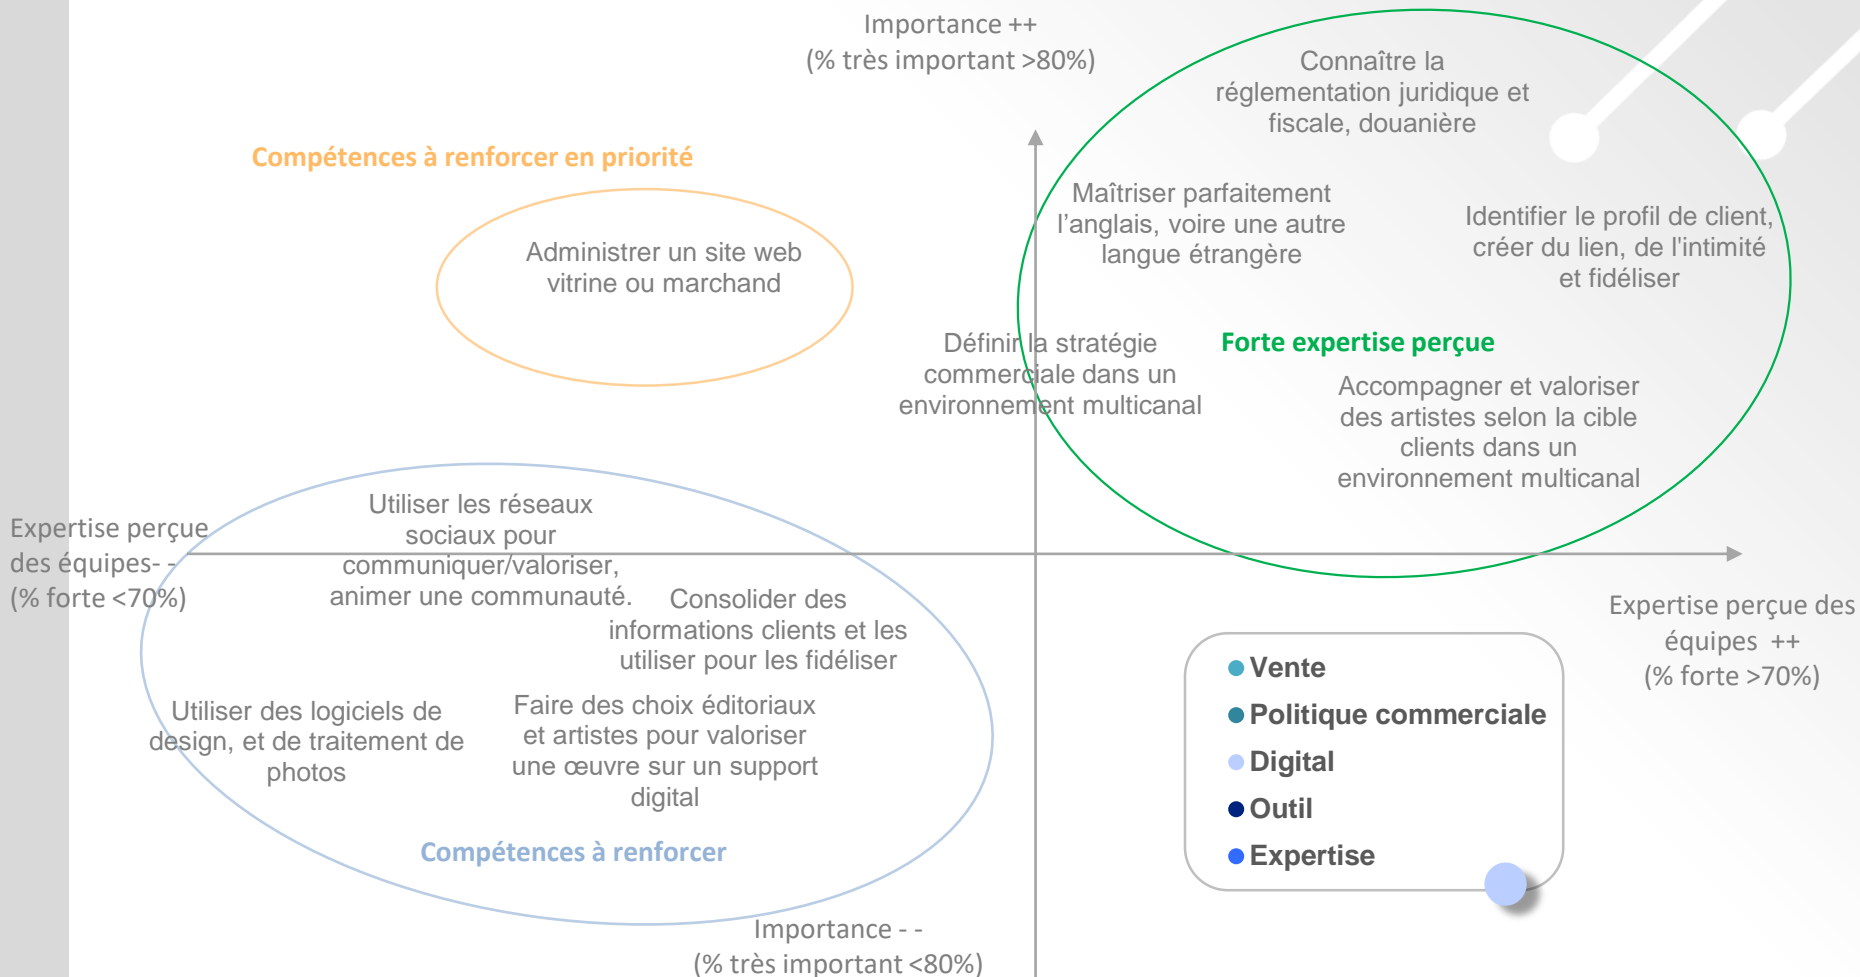 Importance ++
(% très important >80%)
Connaître la
réglementation juridique et
fiscale, douanière
Compétences à renforcer en priorité
Maîtriser parfaitement
l'anglais, voire une autre
langue étrangère
Identifier le profil de client,
créer du lien, de l'intimité
et fidéliser
Administrer un site web
vitrine ou marchand
Définir la stratégie
commerciale dans un
environnement multicanal
Forte expertise perçue
Accompagner et valoriser
des artistes selon la cible
clients dans un
environnement multicanal
Utiliser les réseaux
sociaux pour
communiquer/valoriser,
animer une communauté.
Expertise perçue
des équipes- -
(% forte <70%)
Consolider des
informations clients et les
utiliser pour les fidéliser
Expertise perçue des
équipes ++
(% forte >70%)
Utiliser des logiciels de
design, et de traitement de
photos
Faire des choix éditoriaux
et artistes pour valoriser
une œuvre sur un support
digital
Vente
Politique commerciale
Digital
Outil
Expertise
Compétences à renforcer
Importance - -
(% très important <80%)